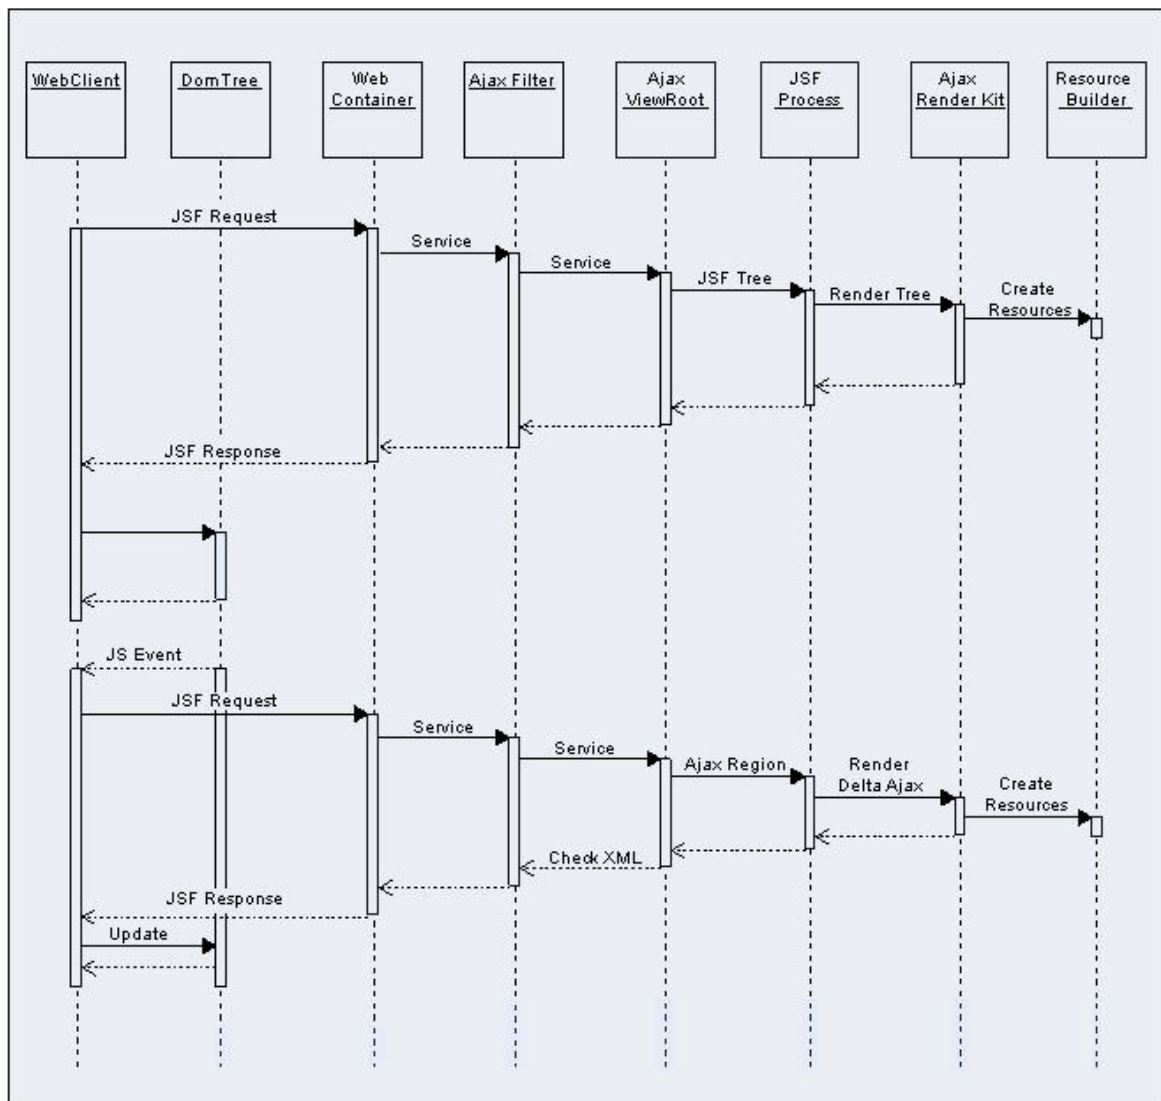 WebClient
DomTree
Web
Container
Ajax Filter
Ajax
ViewRoot
JSF
Process
Ajax
Render Kit
Resource
Builder
JSF Request
Service
Service
JSF Tree
Render Tree
Create
Resources
JSF Response
JS Event
JSF Request
Service
Service
Ajax Region
Render
Delta Ajax
Create
Resources
Check XML
JSF Response
Update